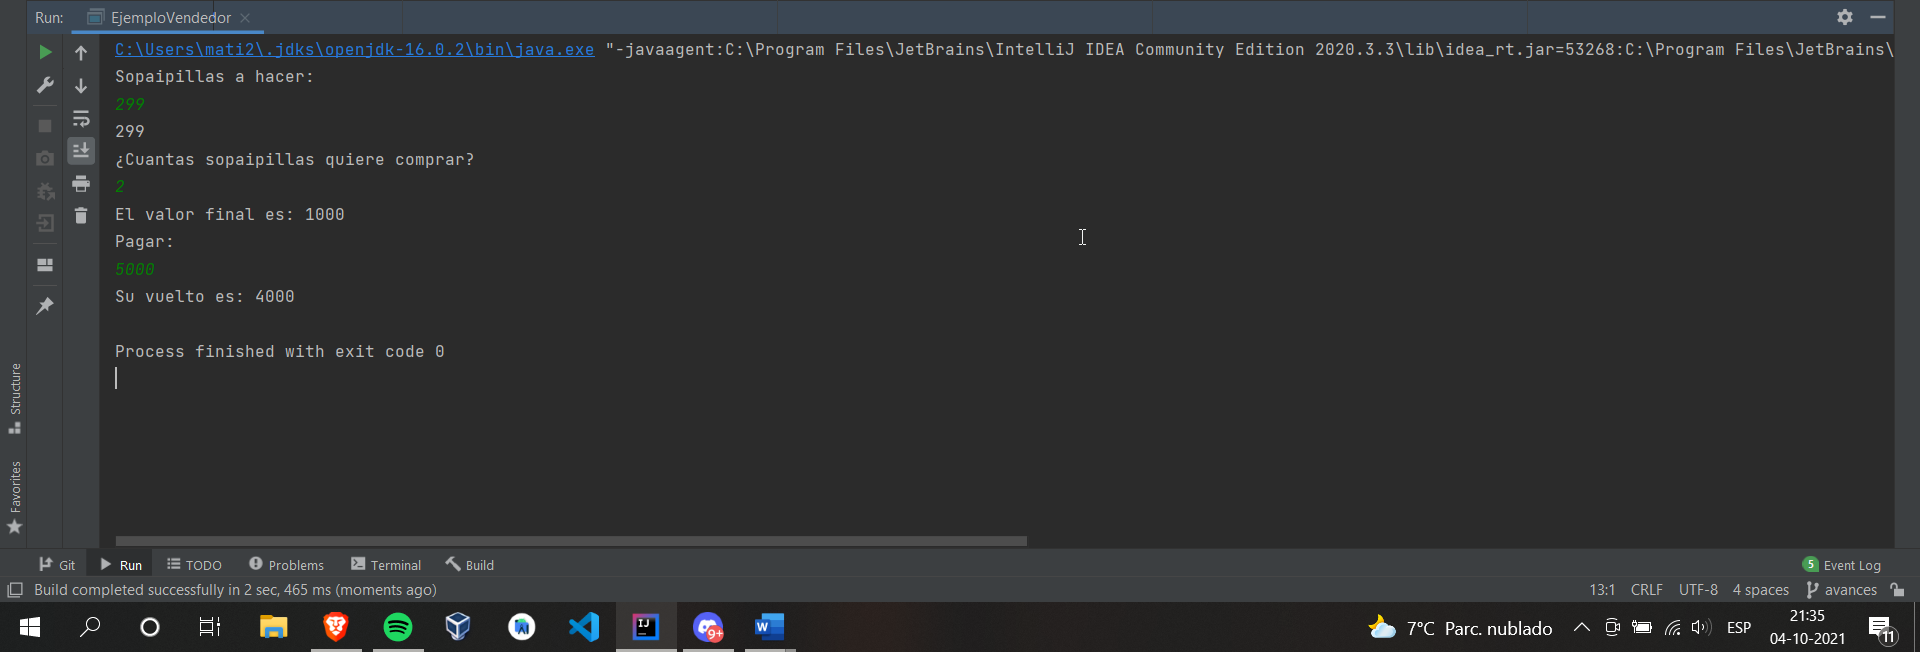 Run: EjemploVendedor
C:\Users\mati2\.jdks\openjdk-16.0.2\bin\java.exe "-javaagent:C:\Program Files\JetBrains\IntelliJ IDEA Community Edition 2020.3.3\lib\idea_rt.jar=53268:C:\Program Files\JetBrains\
Sopaipillas a hacer:
299
299
¿Cuantas sopaipillas quiere comprar?
2
El valor final es: 1000
Pagar:
5000
Su vuelto es: 4000
Process finished with exit code 0
Structure
Favorites
Git Run TODO Problems Terminal Build 5 Event Log
Build completed successfully in 2 sec, 465 ms (moments ago) 13:1 CRLF UTF-8 4 spaces avances
IJ 9+ W 7°C Parc. nublado ESP 21:35
04-10-2021 11